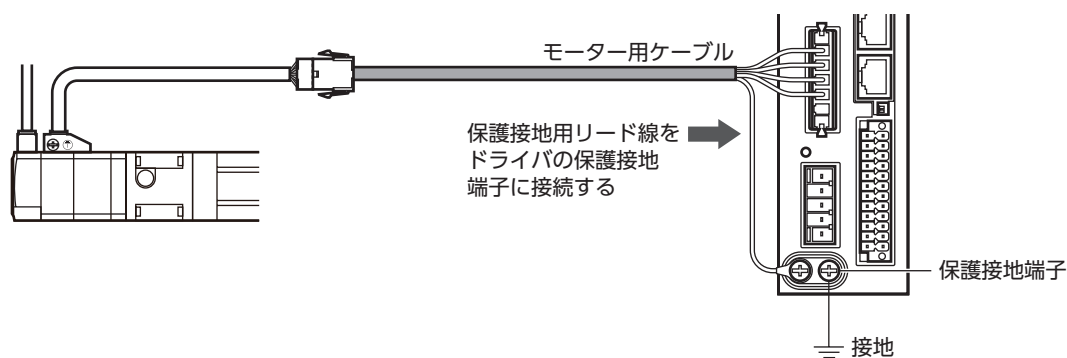 モーター用ケーブル
保護接地用リード線を
ドライバの保護接地
端子に接続する
保護接地端子
接地